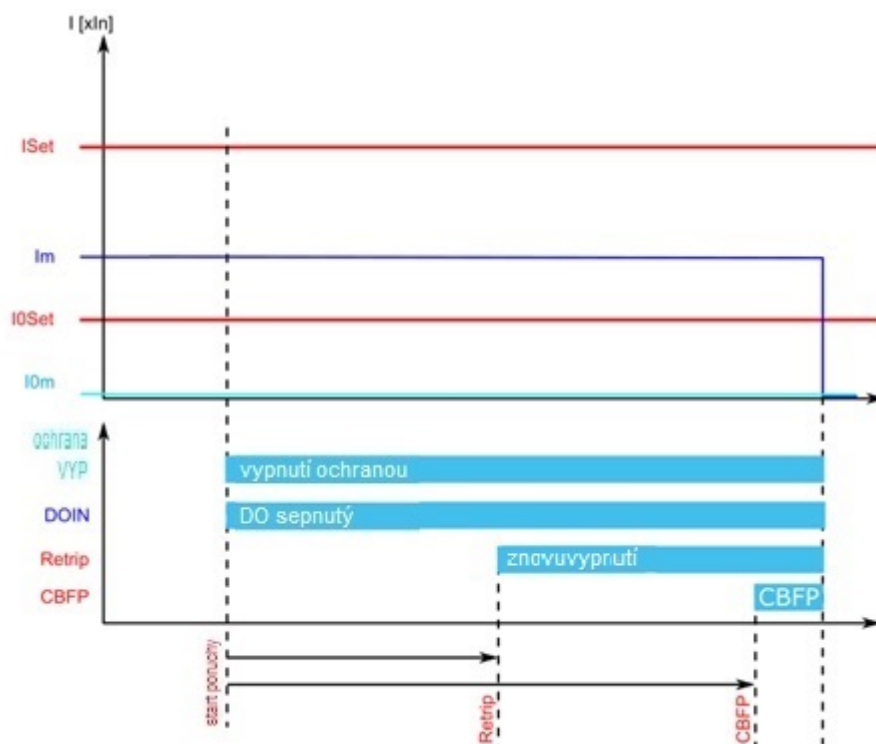 I [xIn]
ISet
Im
I0Set
I0m
ochrana
VYP
vypnutí ochranou
DOIN
DO sepnutý
Retrip
znovuvypnutí
CBFP
CBFP
start poruchy
Retrip
CBFP